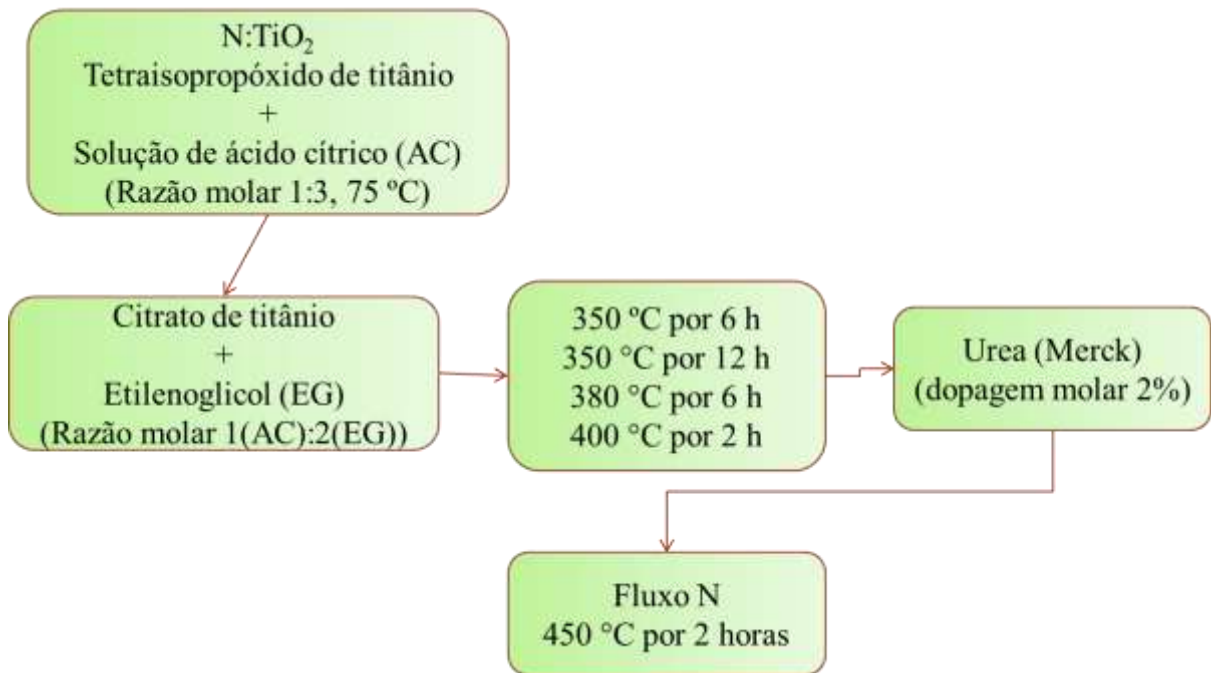 N:TiO₂
Tetraisopropóxido de titânio
+
Solução de ácido cítrico (AC)
(Razão molar 1:3, 75 ºC)
Citrato de titânio
+
Etilenoglicol (EG)
(Razão molar 1(AC):2(EG))
350 ºC por 6 h
350 °C por 12 h
380 °C por 6 h
400 °C por 2 h
Urea (Merck)
(dopagem molar 2%)
Fluxo N
450 °C por 2 horas